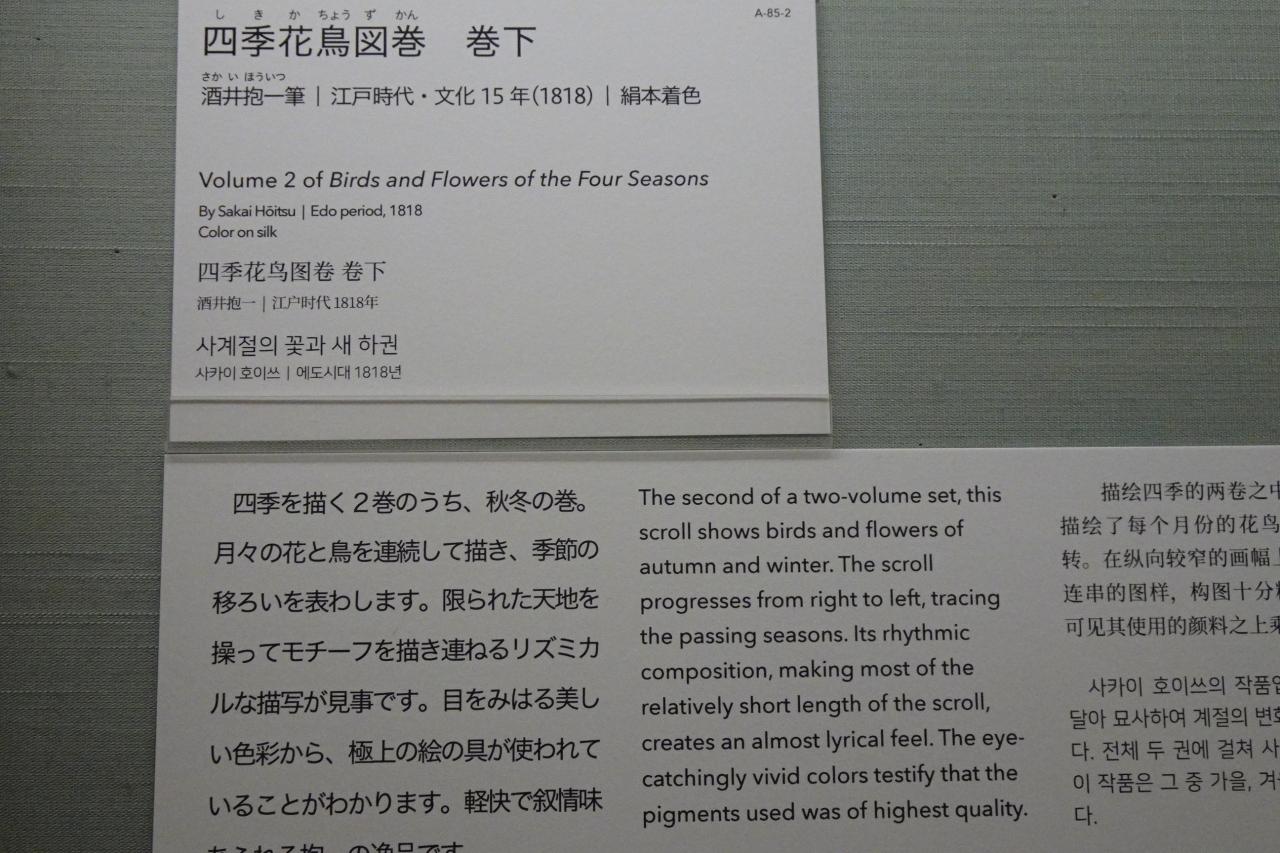 し き か ちょう ず かん
四季花鳥図巻　巻下
A-85-2
さか い ほういつ
酒井抱一筆｜江戸時代・文化 15 年(1818)｜絹本着色
Volume 2 of Birds and Flowers of the Four Seasons
By Sakai Hōitsu | Edo period, 1818
Color on silk
四季花鸟图卷 卷下
酒井抱一｜江户时代 1818年
사계절의 꽃과 새 하권
사카이 호이쓰 | 에도시대 1818년
四季を描く２巻のうち、秋冬の巻。
月々の花と鳥を連続して描き、季節の
移ろいを表わします。限られた天地を
操ってモチーフを描き連ねるリズミカ
ルな描写が見事です。目をみはる美し
い色彩から、極上の絵の具が使われて
いることがわかります。軽快で叙情味
あふれる抱一の逸品です。
The second of a two-volume set, this
scroll shows birds and flowers of
autumn and winter. The scroll
progresses from right to left, tracing
the passing seasons. Its rhythmic
composition, making most of the
relatively short length of the scroll,
creates an almost lyrical feel. The eye-
catchingly vivid colors testify that the
pigments used was of highest quality.
描绘四季的两卷之中
描绘了每个月份的花鸟
转。在纵向较窄的画幅上
连串的图样，构图十分
可见其使用的颜料之上
사카이 호이쓰의 작품입
달아 묘사하여 계절의 변화
다. 전체 두 권에 걸쳐 사
이 작품은 그 중 가을, 겨울
다.